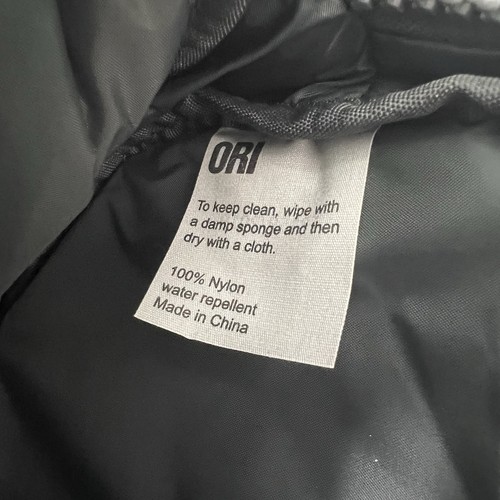 ORI
To keep clean, wipe with
a damp sponge and then
dry with a cloth.
100% Nylon
water repellent
Made in China